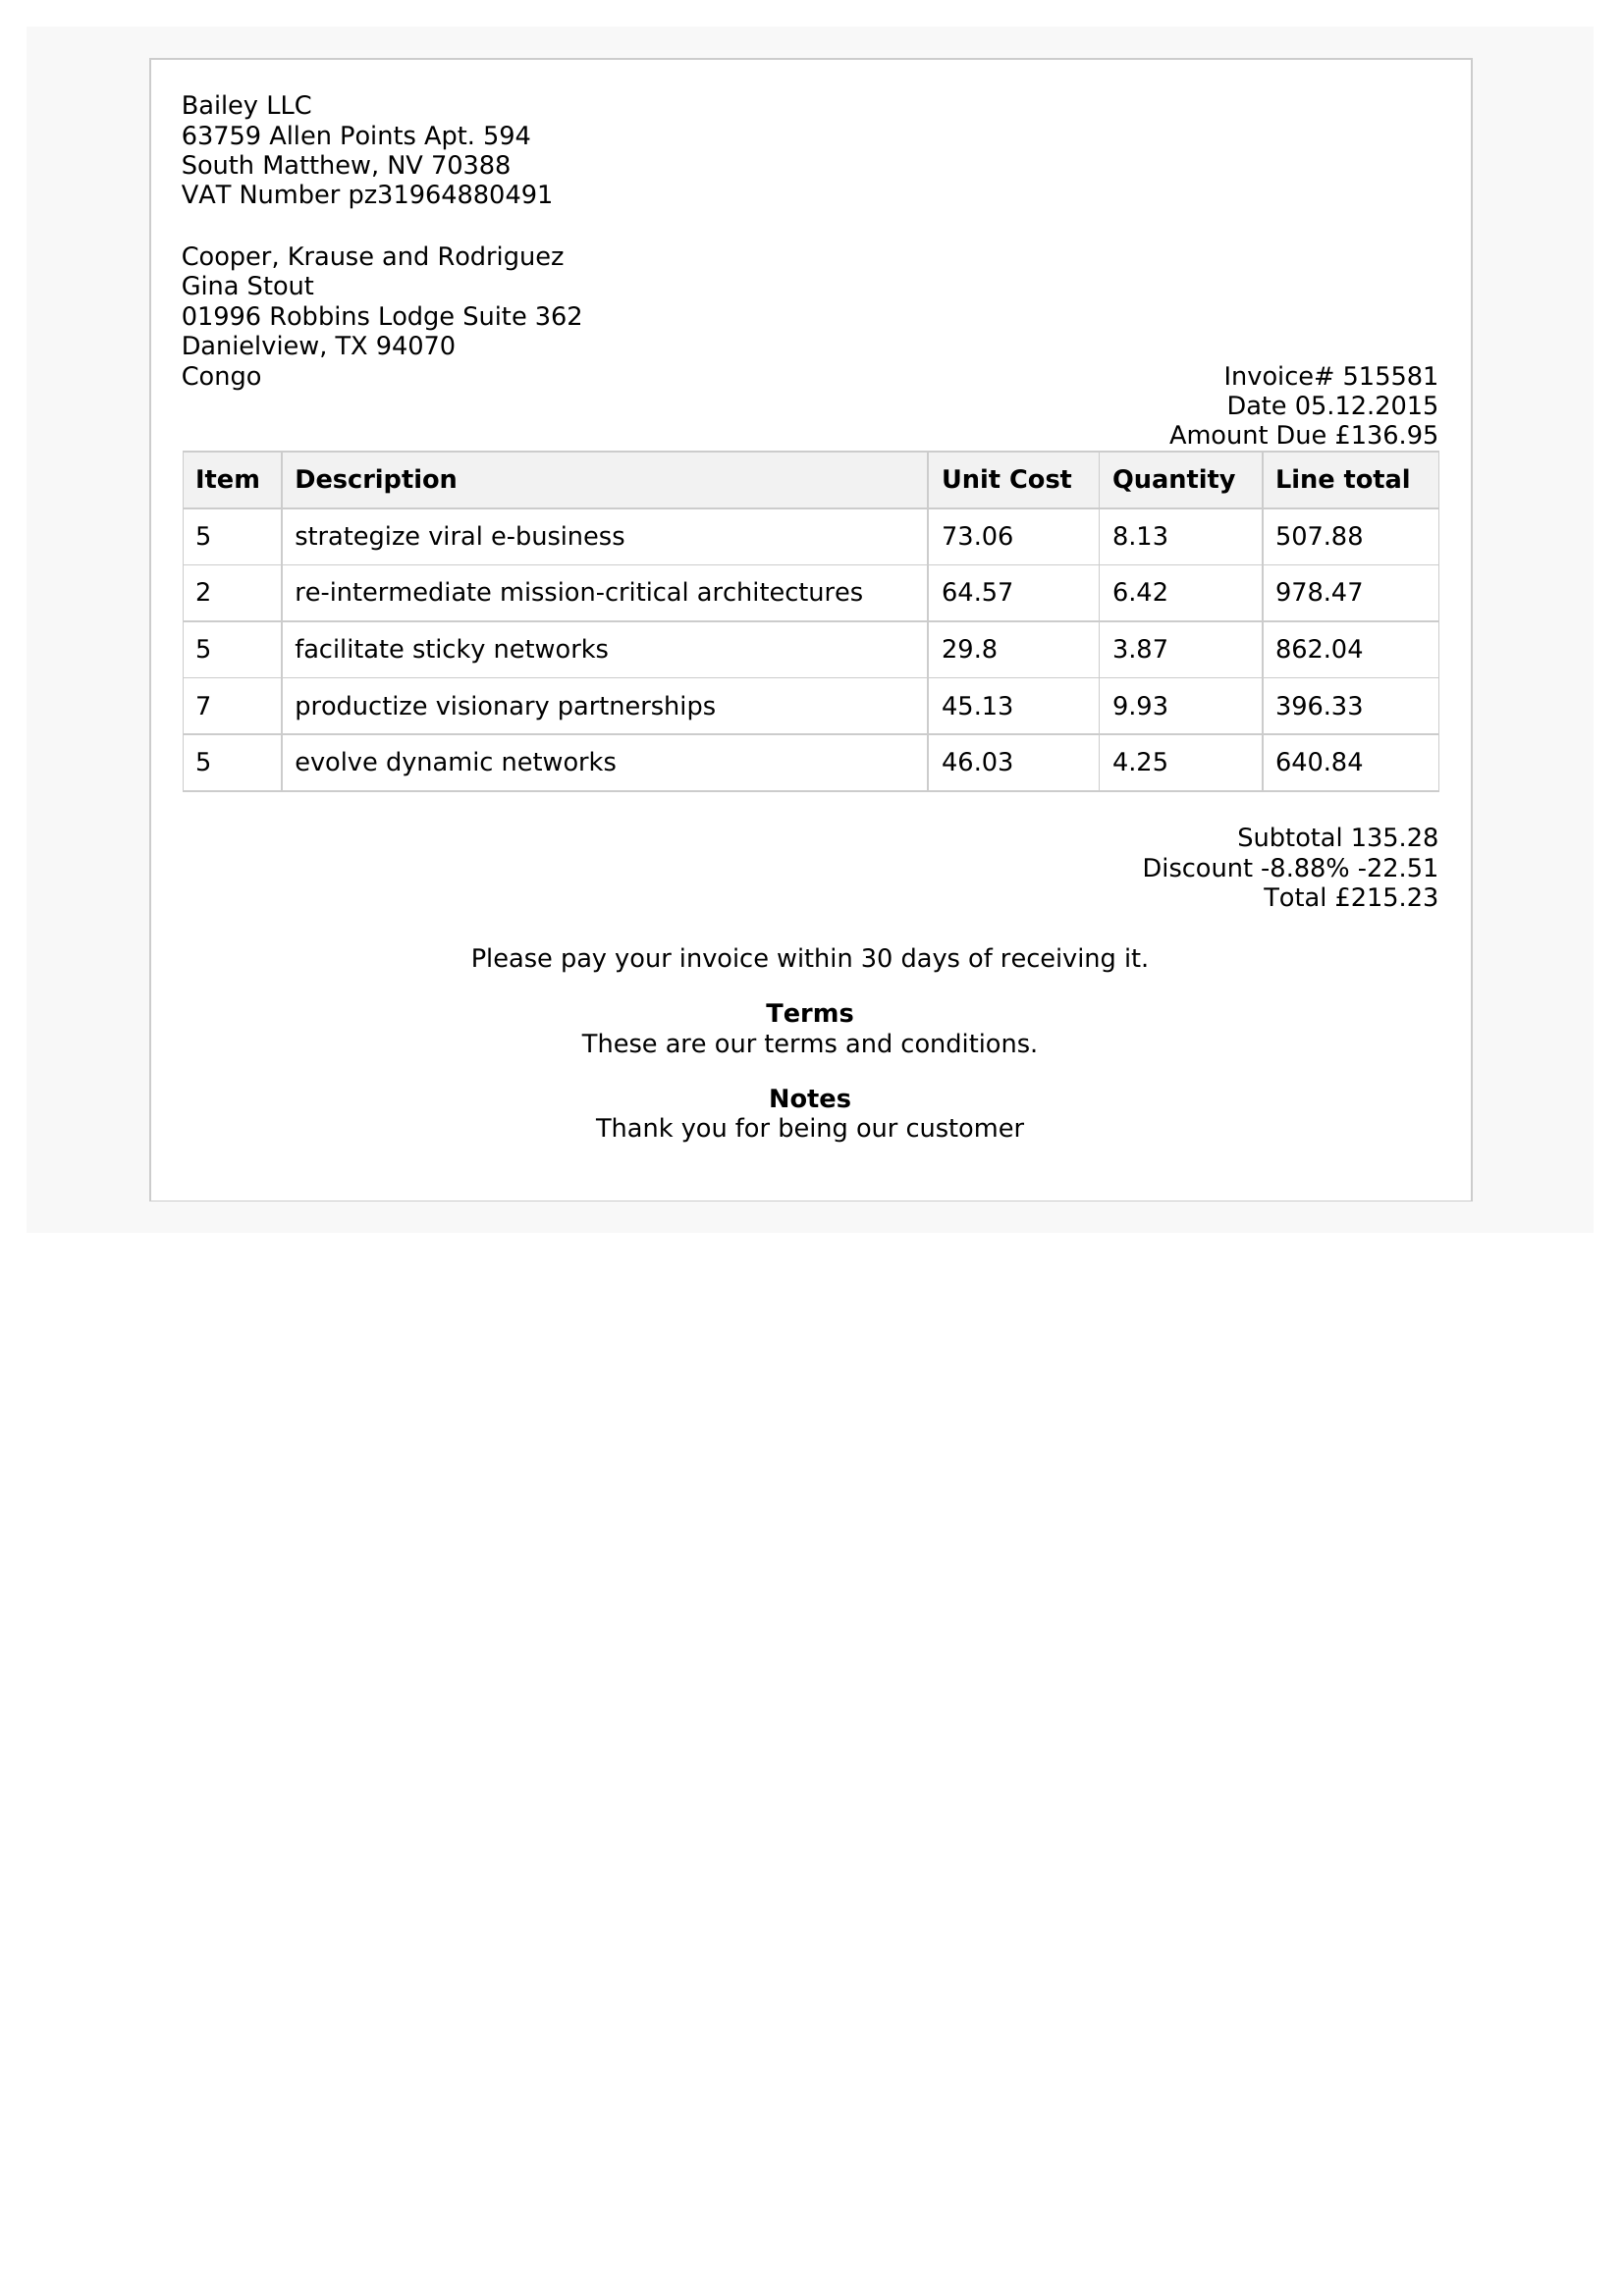 Bailey LLC
63759 Allen Points Apt. 594
South Matthew, NV 70388
VAT Number pz31964880491
Cooper, Krause and Rodriguez
Gina Stout
01996 Robbins Lodge Suite 362
Danielview, TX 94070
Congo
Invoice# 515581
Date 05.12.2015
Amount Due £136.95
Item Description Unit Cost Quantity Line total
5 strategize viral e-business 73.06 8.13 507.88
2 re-intermediate mission-critical architectures 64.57 6.42 978.47
5 facilitate sticky networks 29.8 3.87 862.04
7 productize visionary partnerships 45.13 9.93 396.33
5 evolve dynamic networks 46.03 4.25 640.84
Subtotal 135.28
Discount -8.88% -22.51
Total £215.23
Please pay your invoice within 30 days of receiving it.
Terms
These are our terms and conditions.
Notes
Thank you for being our customer